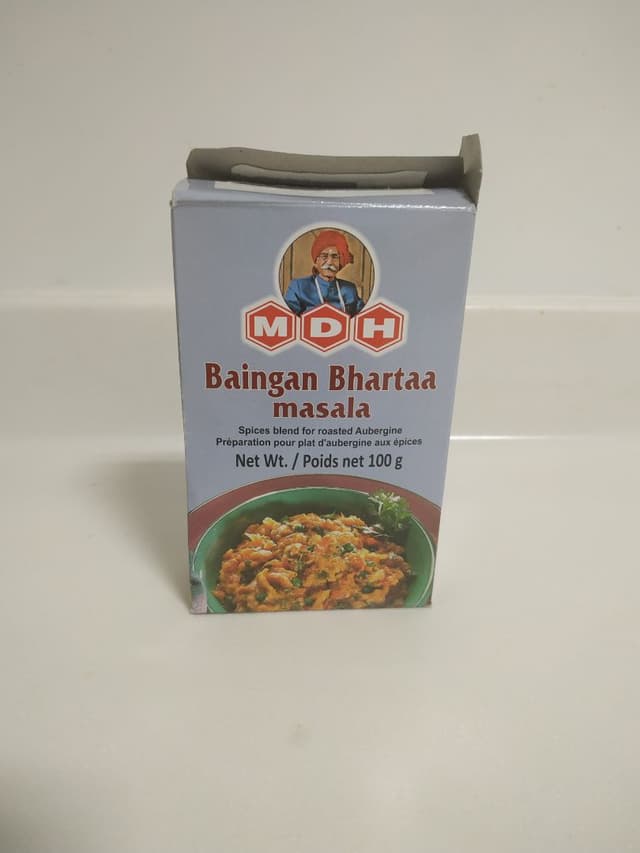 MDH
Baingan Bhartaa
masala
Spices blend for roasted Aubergine
Préparation pour plat d'aubergine aux épices
Net Wt. / Poids net 100 g